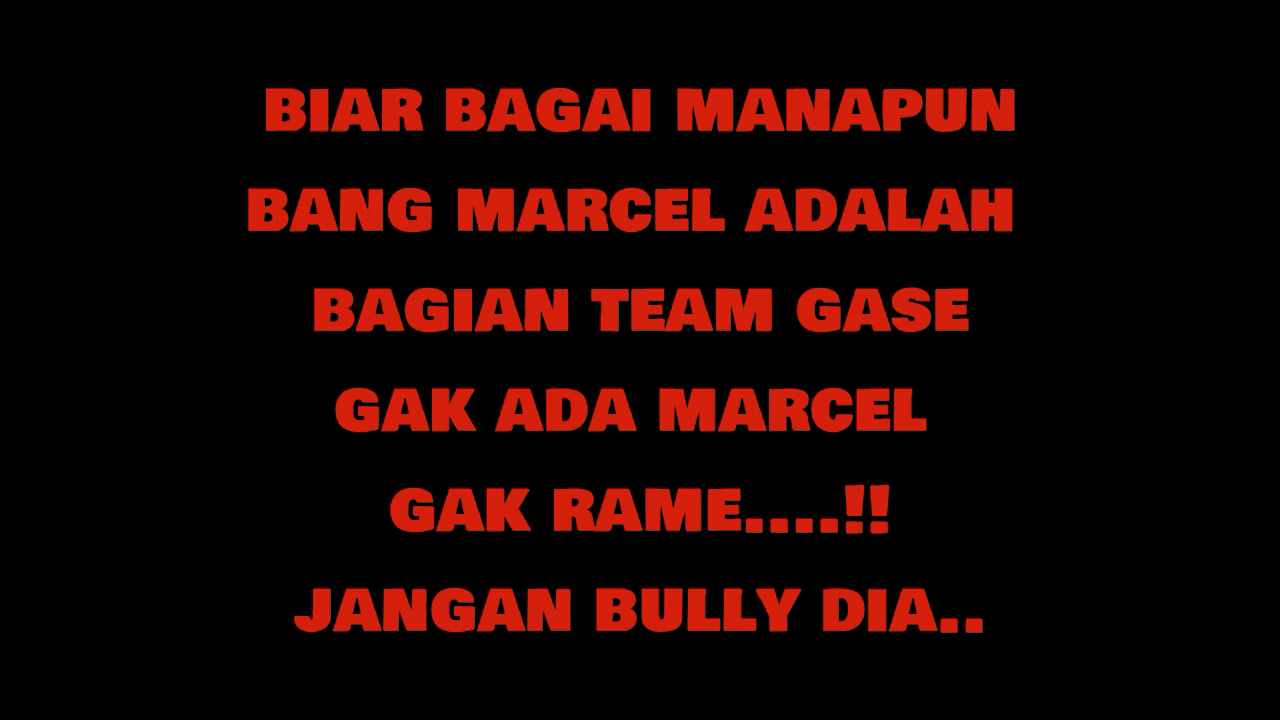 BIAR BAGAI MANAPUN
BANG MARCEL ADALAH
BAGIAN TEAM GASE
GAK ADA MARCEL
GAK RAME....!!
JANGAN BULLY DIA..